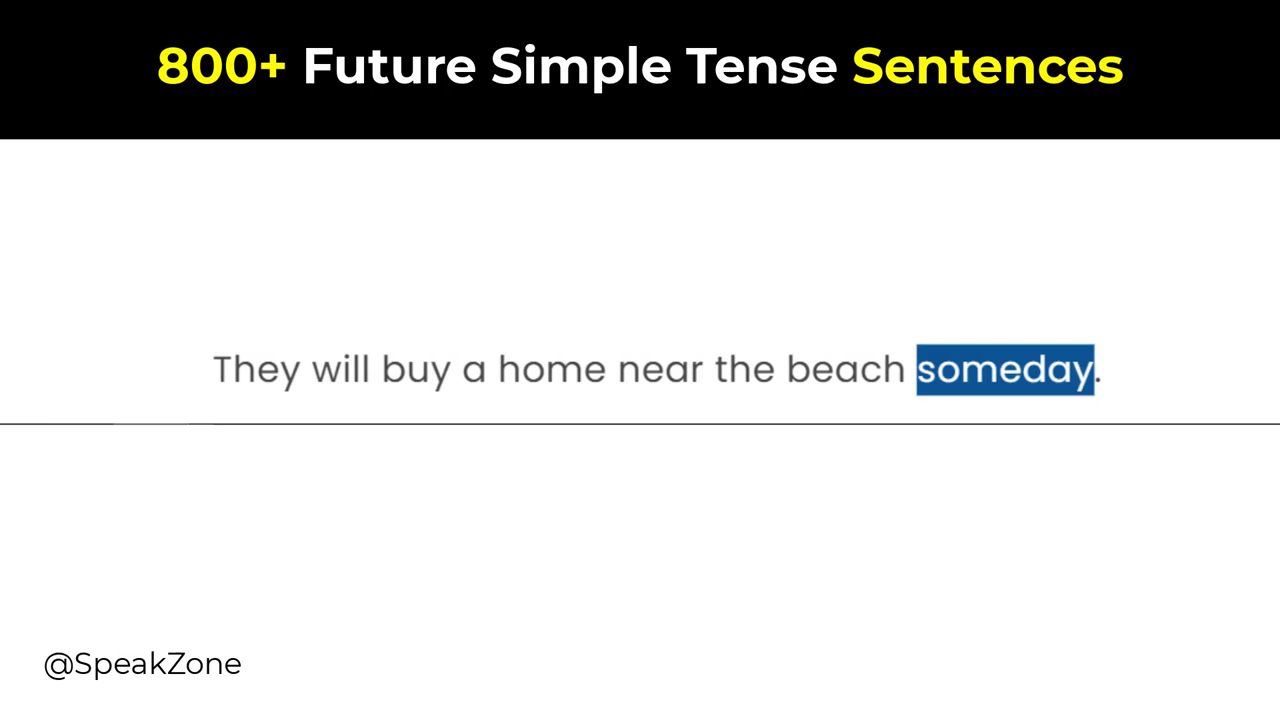 800+ Future Simple Tense Sentences
They will buy a home near the beach someday.
@SpeakZone